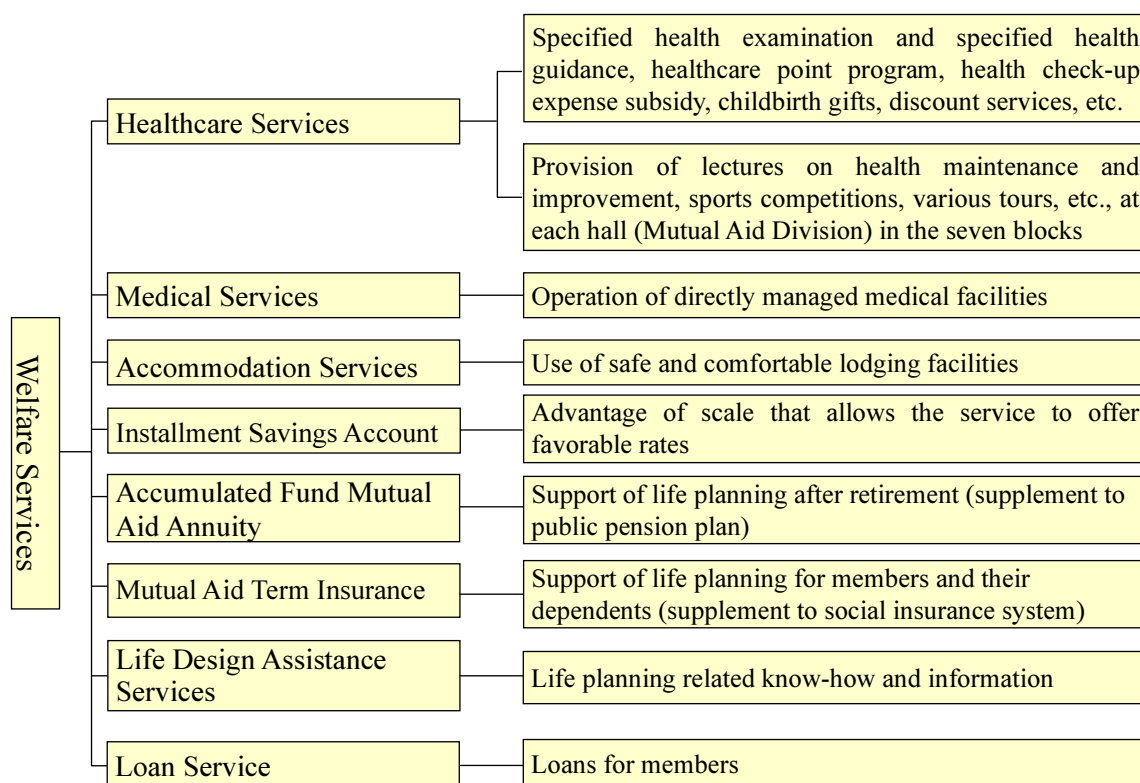 Welfare Services
Healthcare Services
Specified health examination and specified health
guidance, healthcare point program, health check-up
expense subsidy, childbirth gifts, discount services, etc.
Provision of lectures on health maintenance and
improvement, sports competitions, various tours, etc., at
each hall (Mutual Aid Division) in the seven blocks
Medical Services
Operation of directly managed medical facilities
Accommodation Services
Use of safe and comfortable lodging facilities
Installment Savings Account
Advantage of scale that allows the service to offer
favorable rates
Accumulated Fund Mutual
Aid Annuity
Support of life planning after retirement (supplement to
public pension plan)
Mutual Aid Term Insurance
Support of life planning for members and their
dependents (supplement to social insurance system)
Life Design Assistance
Services
Life planning related know-how and information
Loan Service
Loans for members